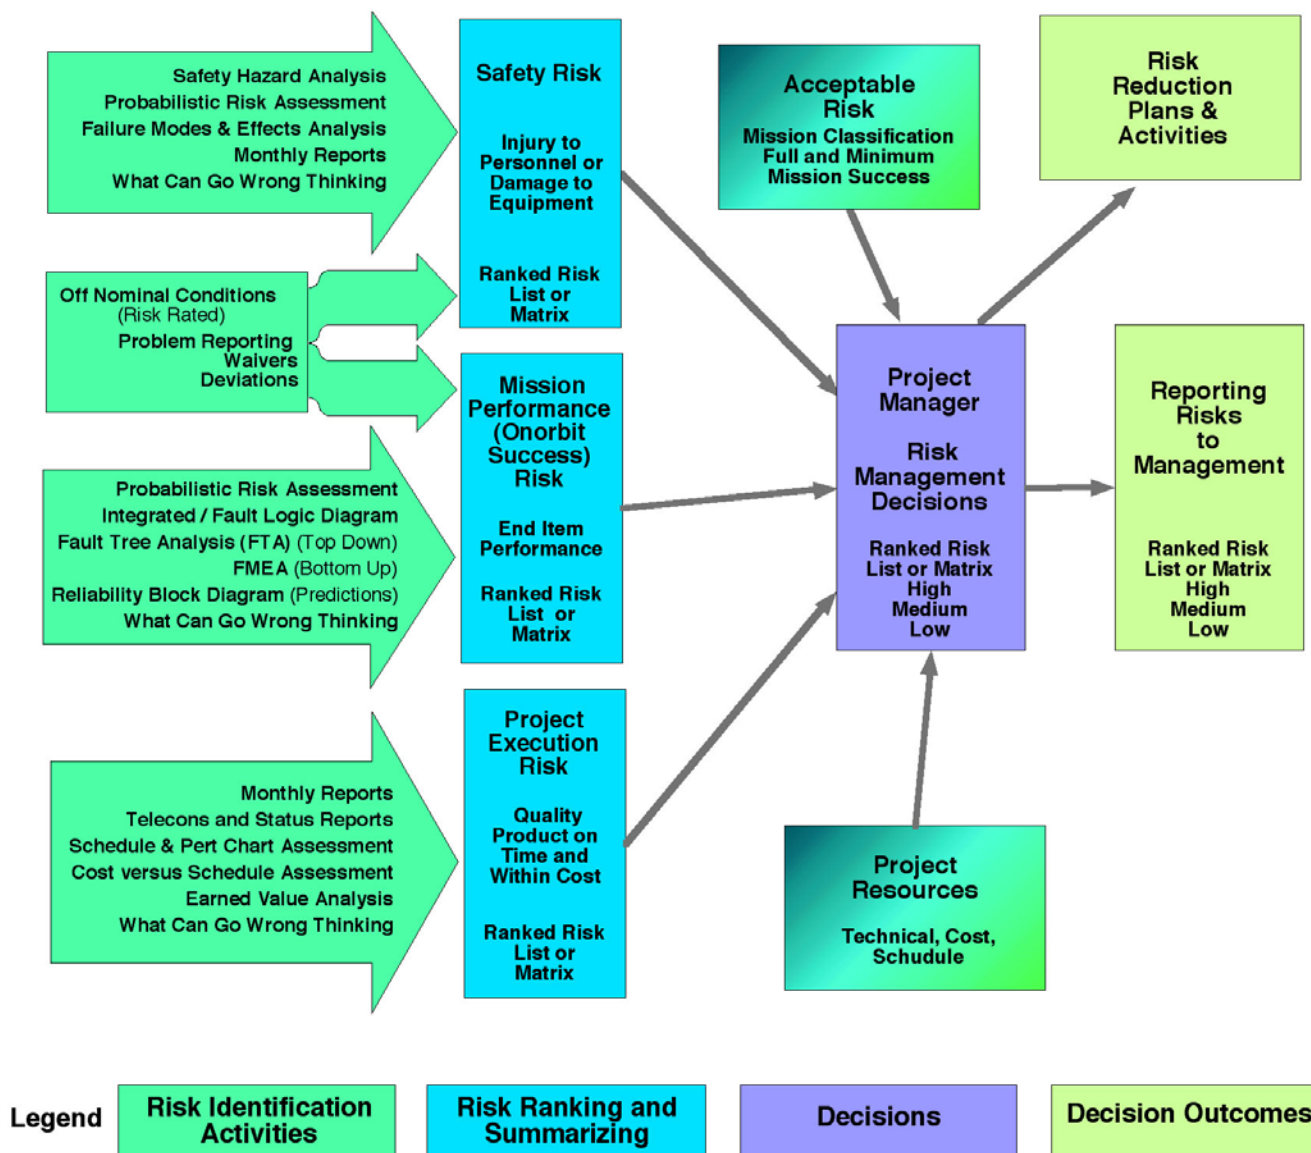 Safety Hazard Analysis
Probabilistic Risk Assessment
Failure Modes & Effects Analysis
Monthly Reports
What Can Go Wrong Thinking
Off Nominal Conditions
(Risk Rated)
Problem Reporting
Waivers
Deviations
Probabilistic Risk Assessment
Integrated / Fault Logic Diagram
Fault Tree Analysis (FTA) (Top Down)
FMEA (Bottom Up)
Reliability Block Diagram (Predictions)
What Can Go Wrong Thinking
Monthly Reports
Telecons and Status Reports
Schedule & Pert Chart Assessment
Cost versus Schedule Assessment
Earned Value Analysis
What Can Go Wrong Thinking
Safety Risk
Injury to
Personnel or
Damage to
Equipment
Ranked Risk
List or
Matrix
Mission
Performance
(Onorbit
Success)
Risk
End Item
Performance
Ranked Risk
List or
Matrix
Project
Execution
Risk
Quality
Product on
Time and
Within Cost
Ranked Risk
List or
Matrix
Acceptable
Risk
Mission Classification
Full and Minimum
Mission Success
Project
Manager
Risk
Management
Decisions
Ranked Risk
List or Matrix
High
Medium
Low
Project
Resources
Technical, Cost,
Schudule
Risk
Reduction
Plans &
Activities
Reporting
Risks
to
Management
Ranked Risk
List or Matrix
High
Medium
Low
Legend
Risk Identification
Activities
Risk Ranking and
Summarizing
Decisions
Decision Outcomes